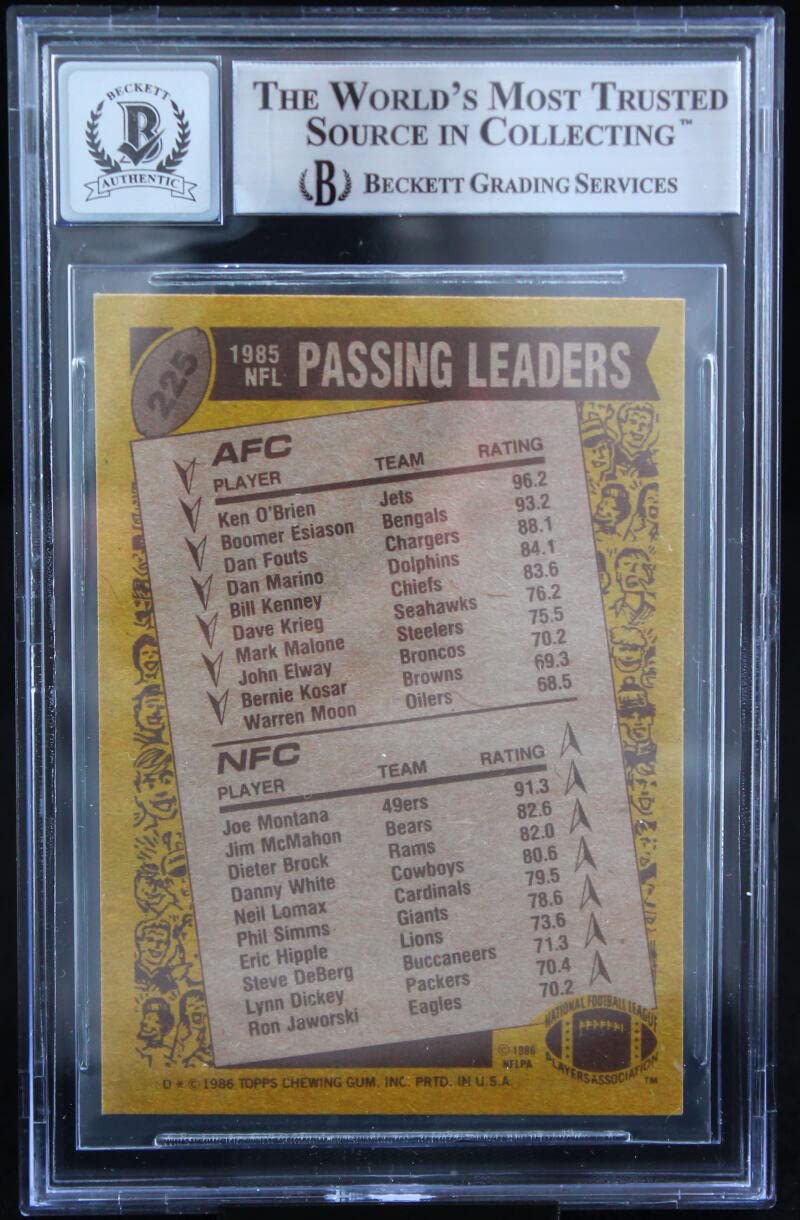 BECKETT
B
AUTHENTIC
THE WORLD'S MOST TRUSTED
SOURCE IN COLLECTING™
B BECKETT GRADING SERVICES
225
1985 NFL PASSING LEADERS
AFC
PLAYER TEAM RATING
Ken O'Brien Jets 96.2
Boomer Esiason Bengals 93.2
Dan Fouts Chargers 88.1
Dan Marino Dolphins 84.1
Bill Kenney Chiefs 83.6
Dave Krieg Seahawks 76.2
Mark Malone Steelers 75.5
John Elway Broncos 70.2
Bernie Kosar Browns 69.3
Warren Moon Oilers 68.5
NFC
PLAYER TEAM RATING
Joe Montana 49ers 91.3
Jim McMahon Bears 82.6
Dieter Brock Rams 82.0
Danny White Cowboys 80.6
Neil Lomax Cardinals 79.5
Phil Simms Giants 78.6
Eric Hipple Lions 73.6
Steve DeBerg Buccaneers 71.3
Lynn Dickey Packers 70.4
Ron Jaworski Eagles 70.2
NATIONAL FOOTBALL LEAGUE
PLAYERS ASSOCIATION
™
© 1986
NFLPA
D * © 1986 TOPPS CHEWING GUM, INC. PRTD. IN U.S.A.